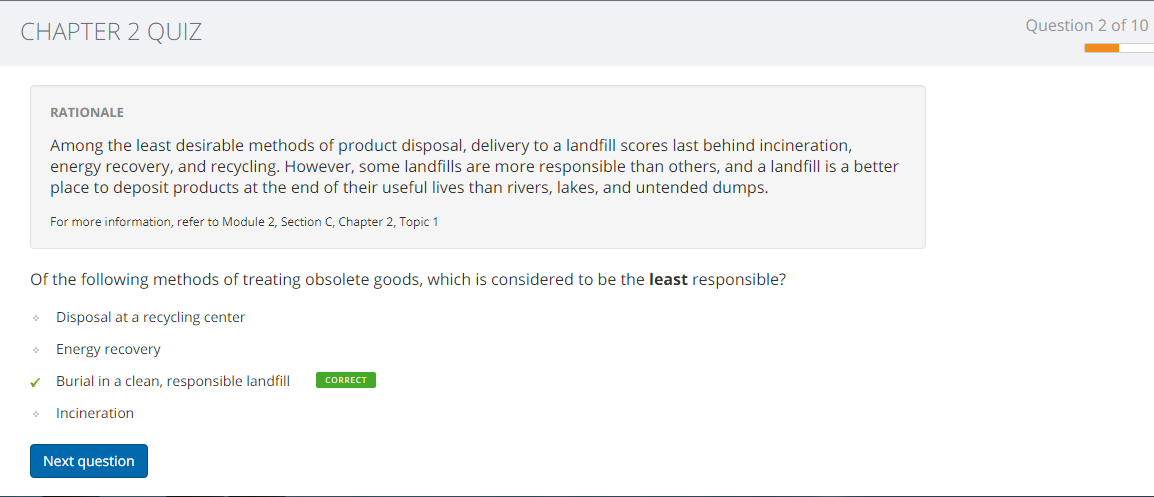 CHAPTER 2 QUIZ
Question 2 of 10
RATIONALE
Among the least desirable methods of product disposal, delivery to a landfill scores last behind incineration,
energy recovery, and recycling. However, some landfills are more responsible than others, and a landfill is a better
place to deposit products at the end of their useful lives than rivers, lakes, and untended dumps.
For more information, refer to Module 2, Section C, Chapter 2, Topic 1
Of the following methods of treating obsolete goods, which is considered to be the least responsible?
Disposal at a recycling center
Energy recovery
Burial in a clean, responsible landfill CORRECT
Incineration
Next question